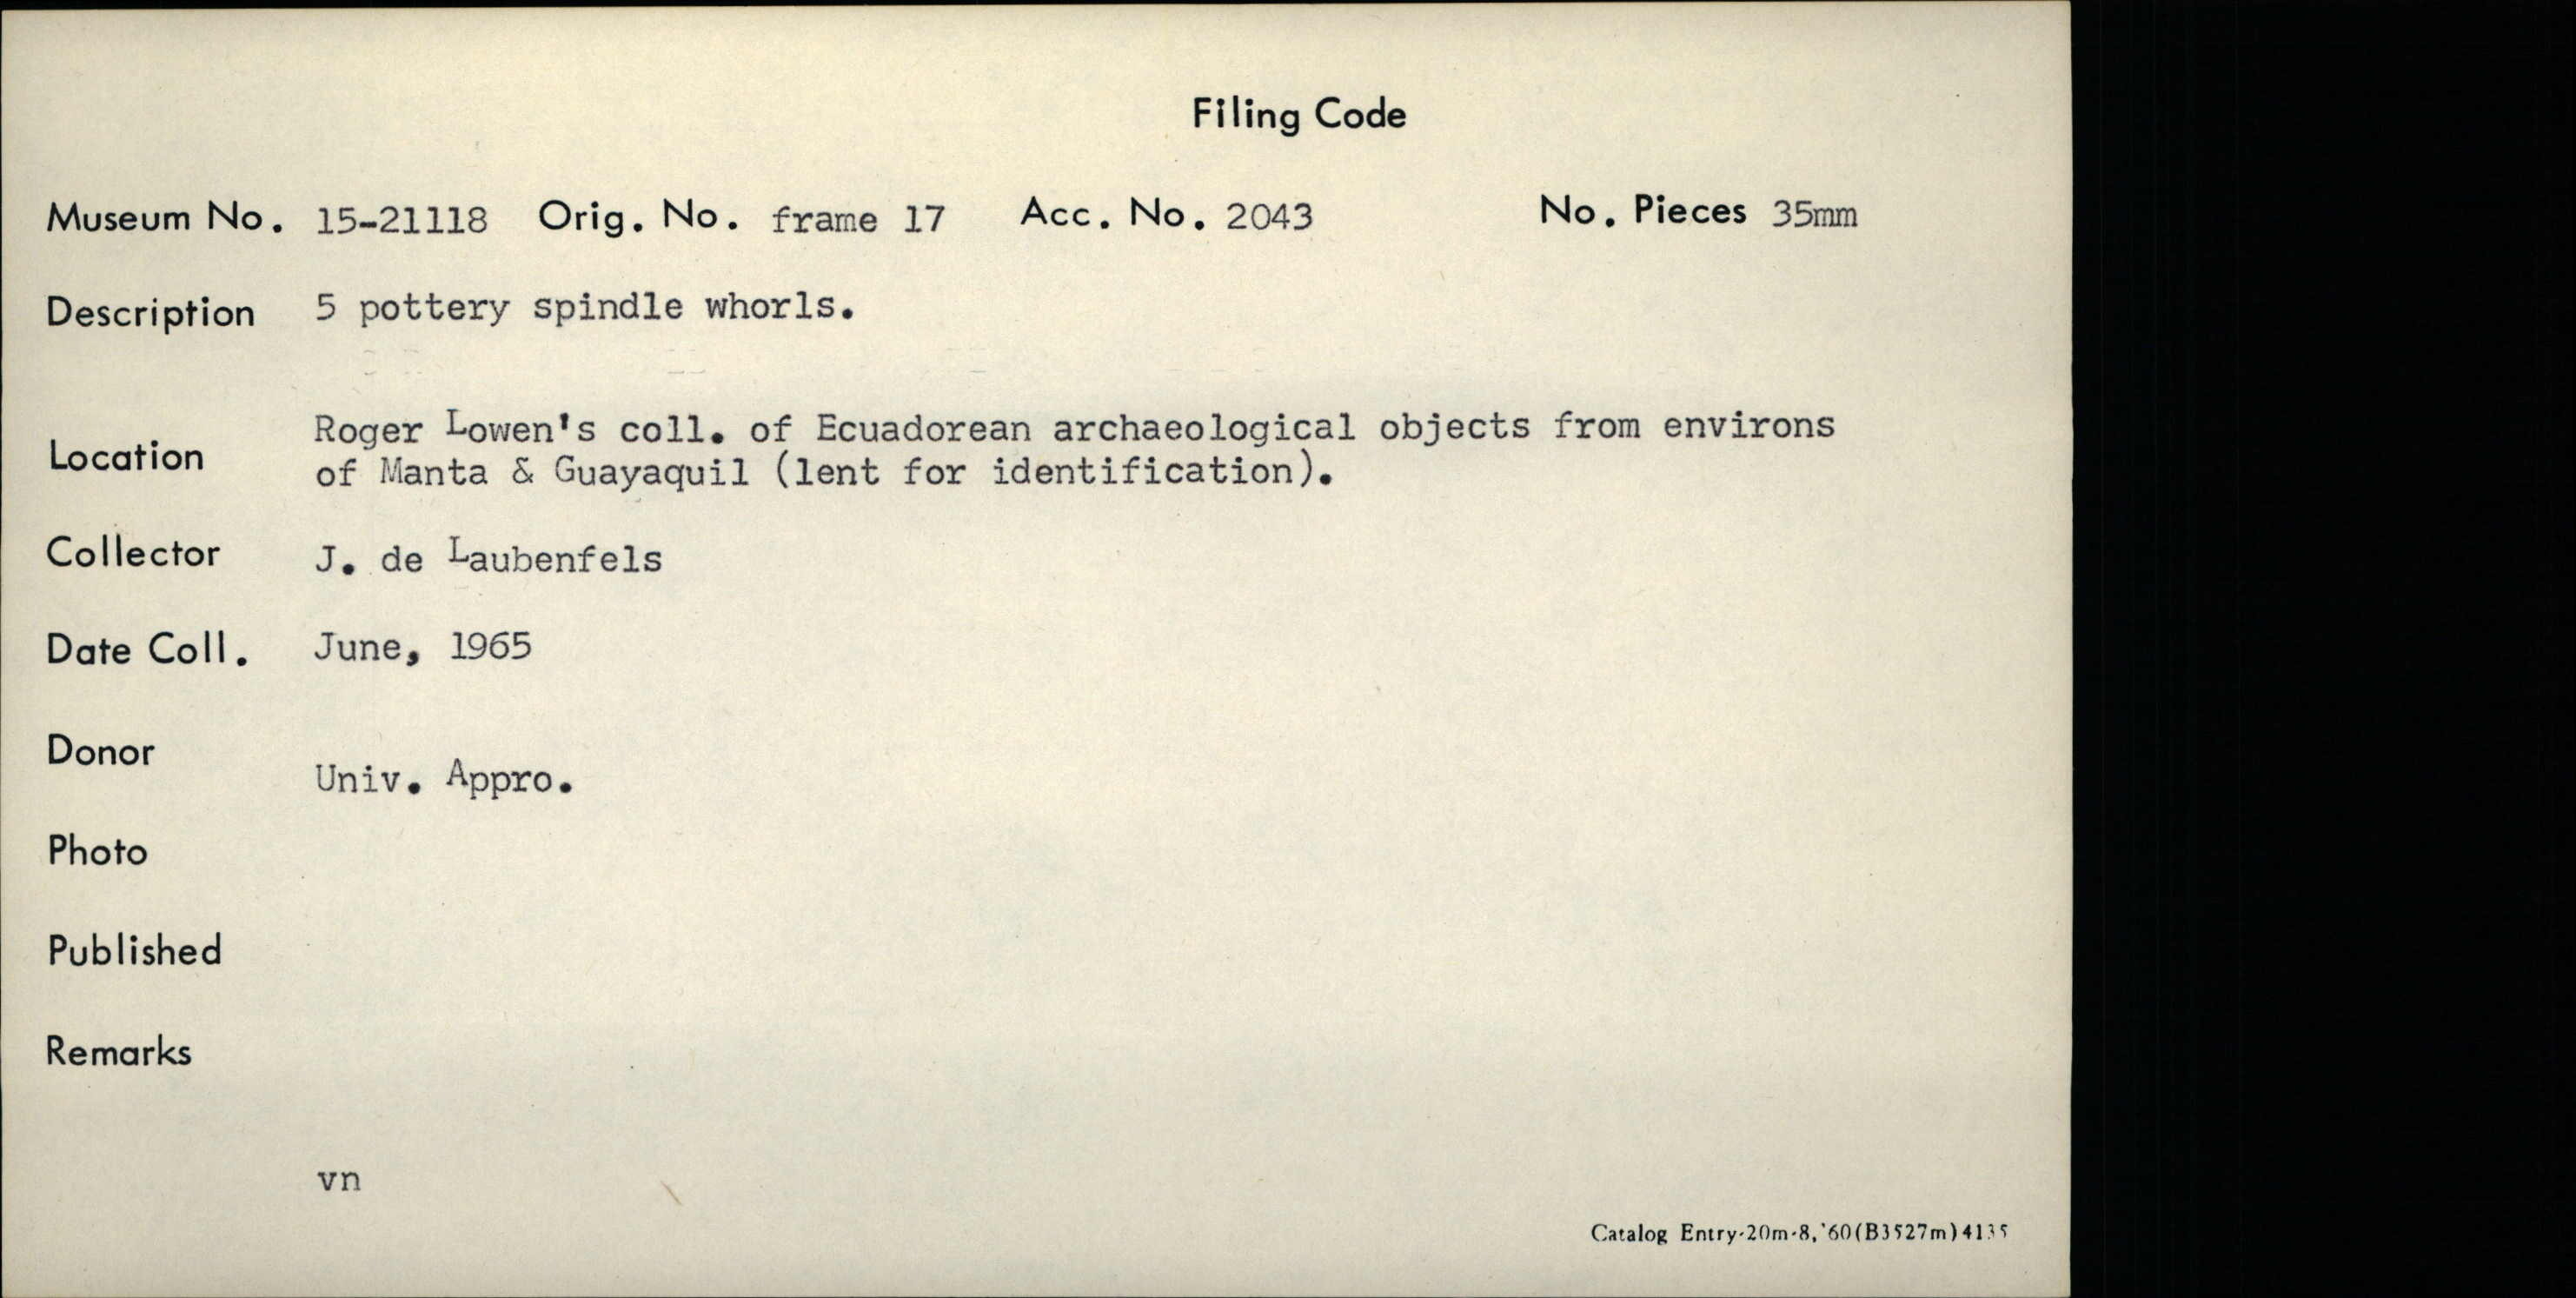 Filing Code
Museum No. 15-21118 Orig. No. frame 17 Acc. No. 2043 No. Pieces 35mm
Description 5 pottery spindle whorls.
Location Roger Lowen's coll. of Ecuadorean archaeological objects from environs
of Manta & Guayaquil (lent for identification).
Collector J. de Laubenfels
Date Coll. June, 1965
Donor
Univ. Appro.
Photo
Published
Remarks
vn
Catalog Entry-20m-8,'60(B3527m)4135